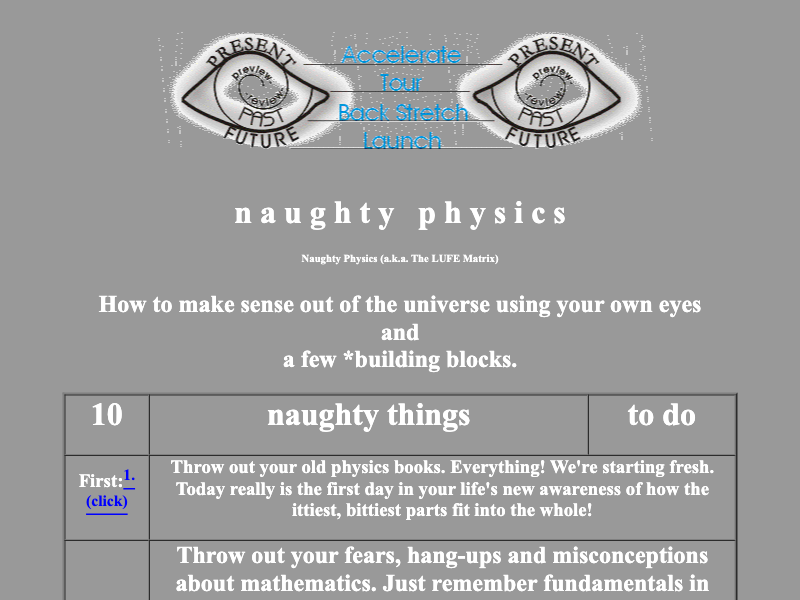 PRESENT
preview
review
PAST
FUTURE
Accelerate
Tour
Back Stretch
Launch
PRESENT
preview
review
PAST
FUTURE
naughty physics
Naughty Physics (a.k.a. The LUFE Matrix)
How to make sense out of the universe using your own eyes
and
a few *building blocks.
10 naughty things to do
First:1.
(click)
Throw out your old physics books. Everything! We're starting fresh.
Today really is the first day in your life's new awareness of how the
ittiest, bittiest parts fit into the whole!
Throw out your fears, hang-ups and misconceptions
about mathematics. Just remember fundamentals in